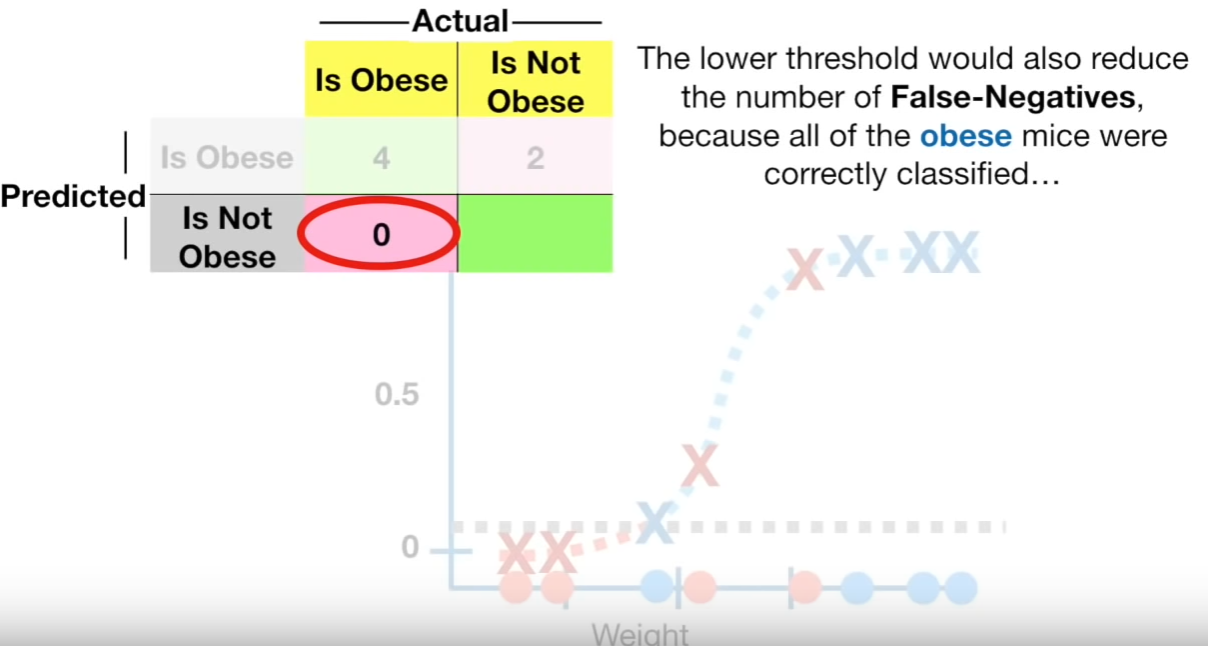 Actual
Is Obese
Is Not
Obese
The lower threshold would also reduce
the number of False-Negatives,
because all of the obese mice were
correctly classified…
Predicted
Is Obese
4
2
Is Not
Obese
0
X X XX
0.5
X
X
0
XX
Weight